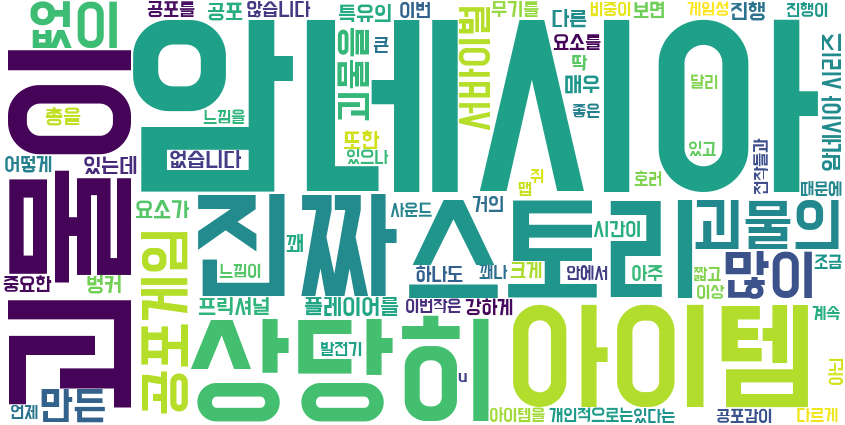 없이
공포를
공포
않습니다
특유의
이번
무기를
다른
비중이
보면
게임성
진행
진행이
괴물이
암네시아
총을
느낌을
괴물을
큰
서바이벌
요소를
딱
매우
좋은
달리
있고
암네시아 시리즈
어떻게
있는데
없습니다
또한
있으나
맵
쥐
호러
전작들과
때문에
요소가
진짜
스토리
괴물의
사운드
거의
시간이
꽤
느낌이
하나도
꽤나
크게
안에서
아주
짧고
이상
많이
조금
중요한
벙커
공포게임
프릭셔널
플레이어를
이번작은
강하게
상당히
아이템
계속
발전기
u
언제
만든
아이템을
개인적으로는
있다는
공포감이
다르게